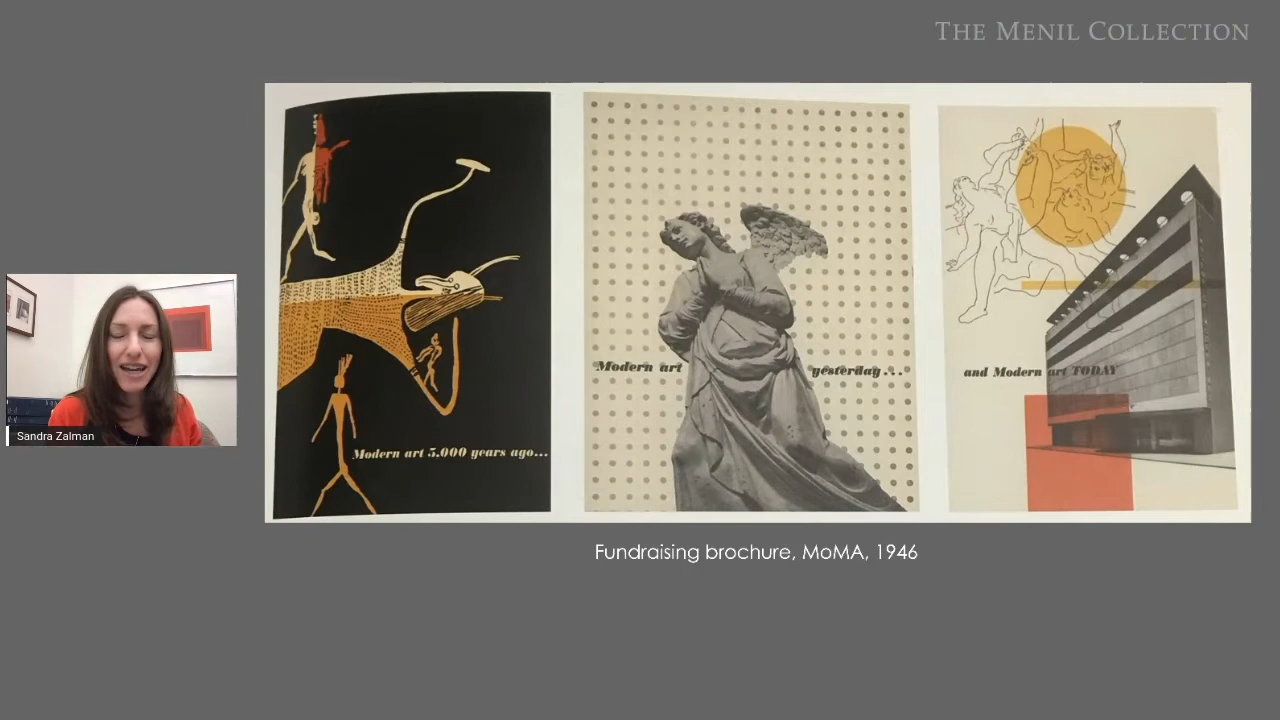 THE MENIL COLLECTION
Modern art 5,000 years ago...
Modern art yesterday...
and Modern art TODAY
Sandra Zalman
Fundraising brochure, MoMA, 1946